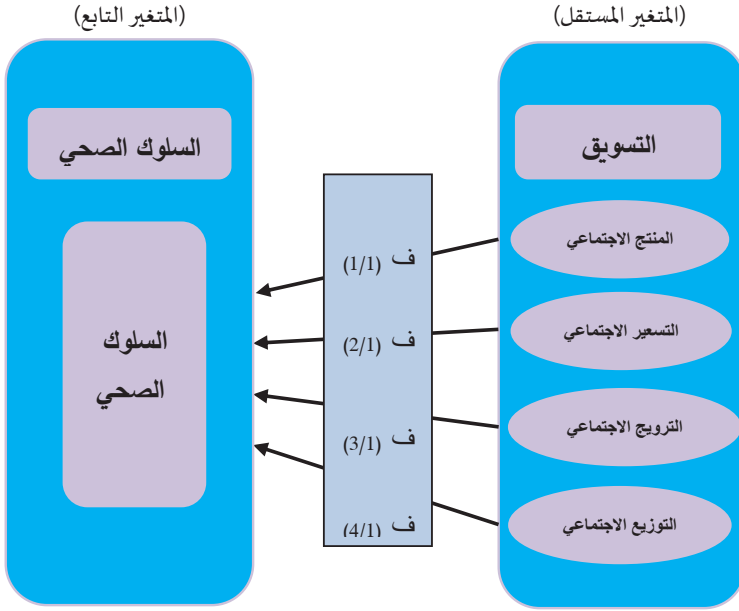 (المتغير المستقل)
(المتغير التابع)
التسويق
السلوك الصحي
المنتج الاجتماعي
التسعير الاجتماعي
الترويج الاجتماعي
التوزيع الاجتماعي
ف (1/1)
ف (2/1)
ف (3/1)
ف (4/1)
السلوك
الصحي